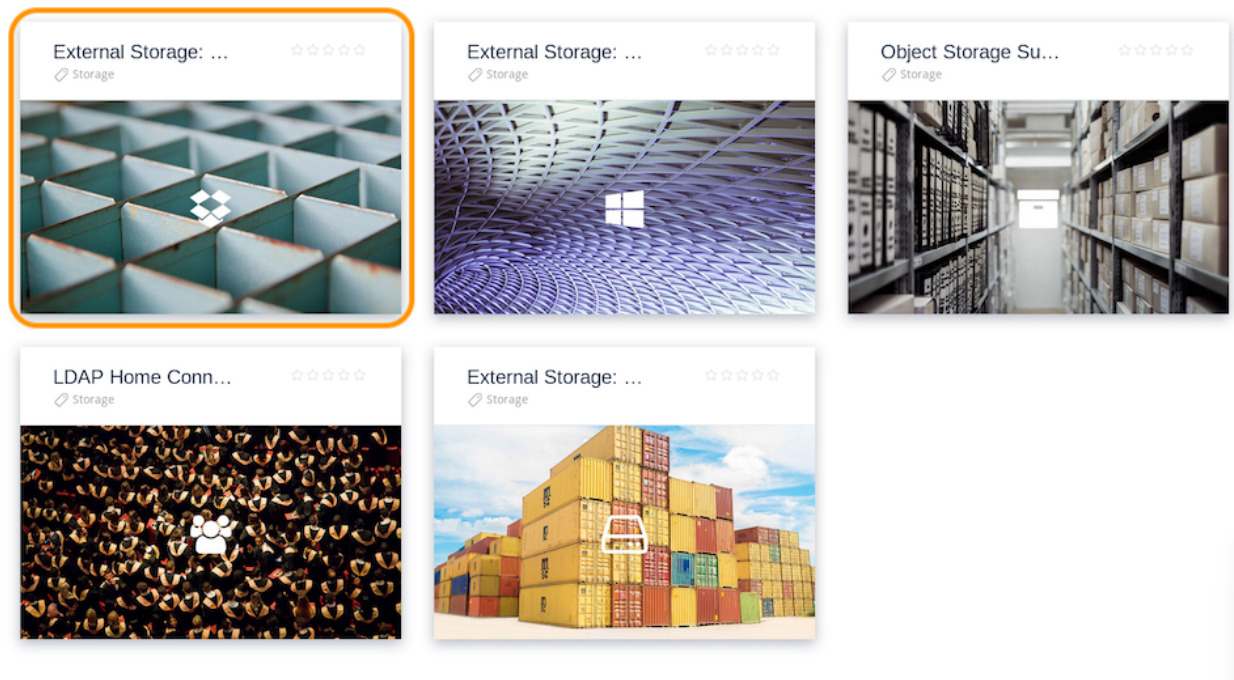 External Storage: …
Storage
External Storage: …
Storage
Object Storage Su…
Storage
LDAP Home Conn…
Storage
External Storage: …
Storage